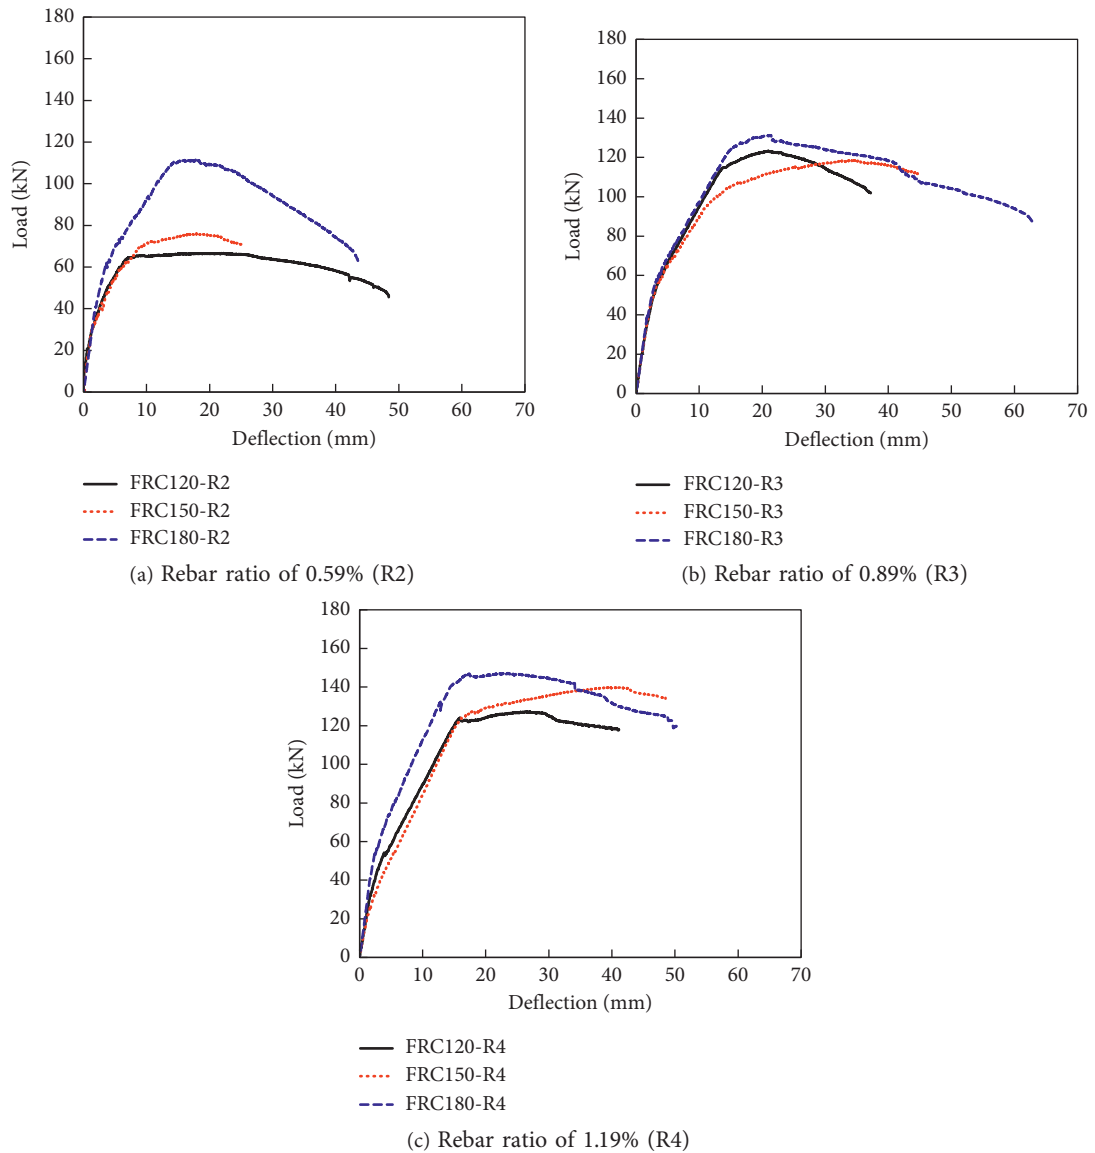 180
160
140
120
100
80
60
40
20
0
Load (kN)
0 10 20 30 40 50 60 70
Deflection (mm)
FRC120-R2
FRC150-R2
FRC180-R2
(a) Rebar ratio of 0.59% (R2)
180
160
140
120
100
80
60
40
20
0
Load (kN)
0 10 20 30 40 50 60 70
Deflection (mm)
FRC120-R3
FRC150-R3
FRC180-R3
(b) Rebar ratio of 0.89% (R3)
180
160
140
120
100
80
60
40
20
0
Load (kN)
0 10 20 30 40 50 60 70
Deflection (mm)
FRC120-R4
FRC150-R4
FRC180-R4
(c) Rebar ratio of 1.19% (R4)